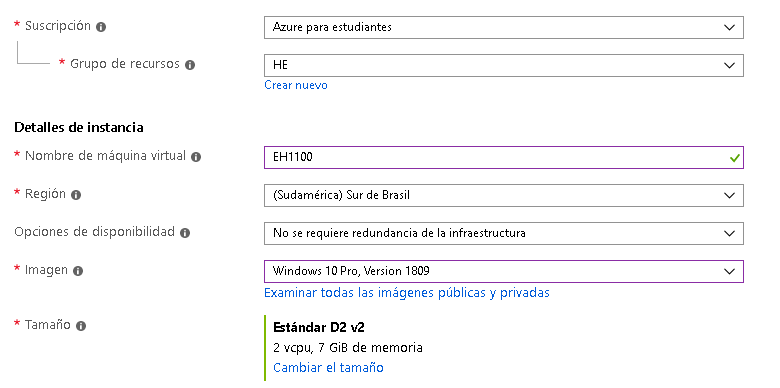 * Suscripción Azure para estudiantes
* Grupo de recursos HE
Crear nuevo
Detalles de instancia
* Nombre de máquina virtual EH1100
* Región (Sudamérica) Sur de Brasil
Opciones de disponibilidad No se requiere redundancia de la infraestructura
* Imagen Windows 10 Pro, Version 1809
Examinar todas las imágenes públicas y privadas
* Tamaño Estándar D2 v2
2 vcpu, 7 GiB de memoria
Cambiar el tamaño